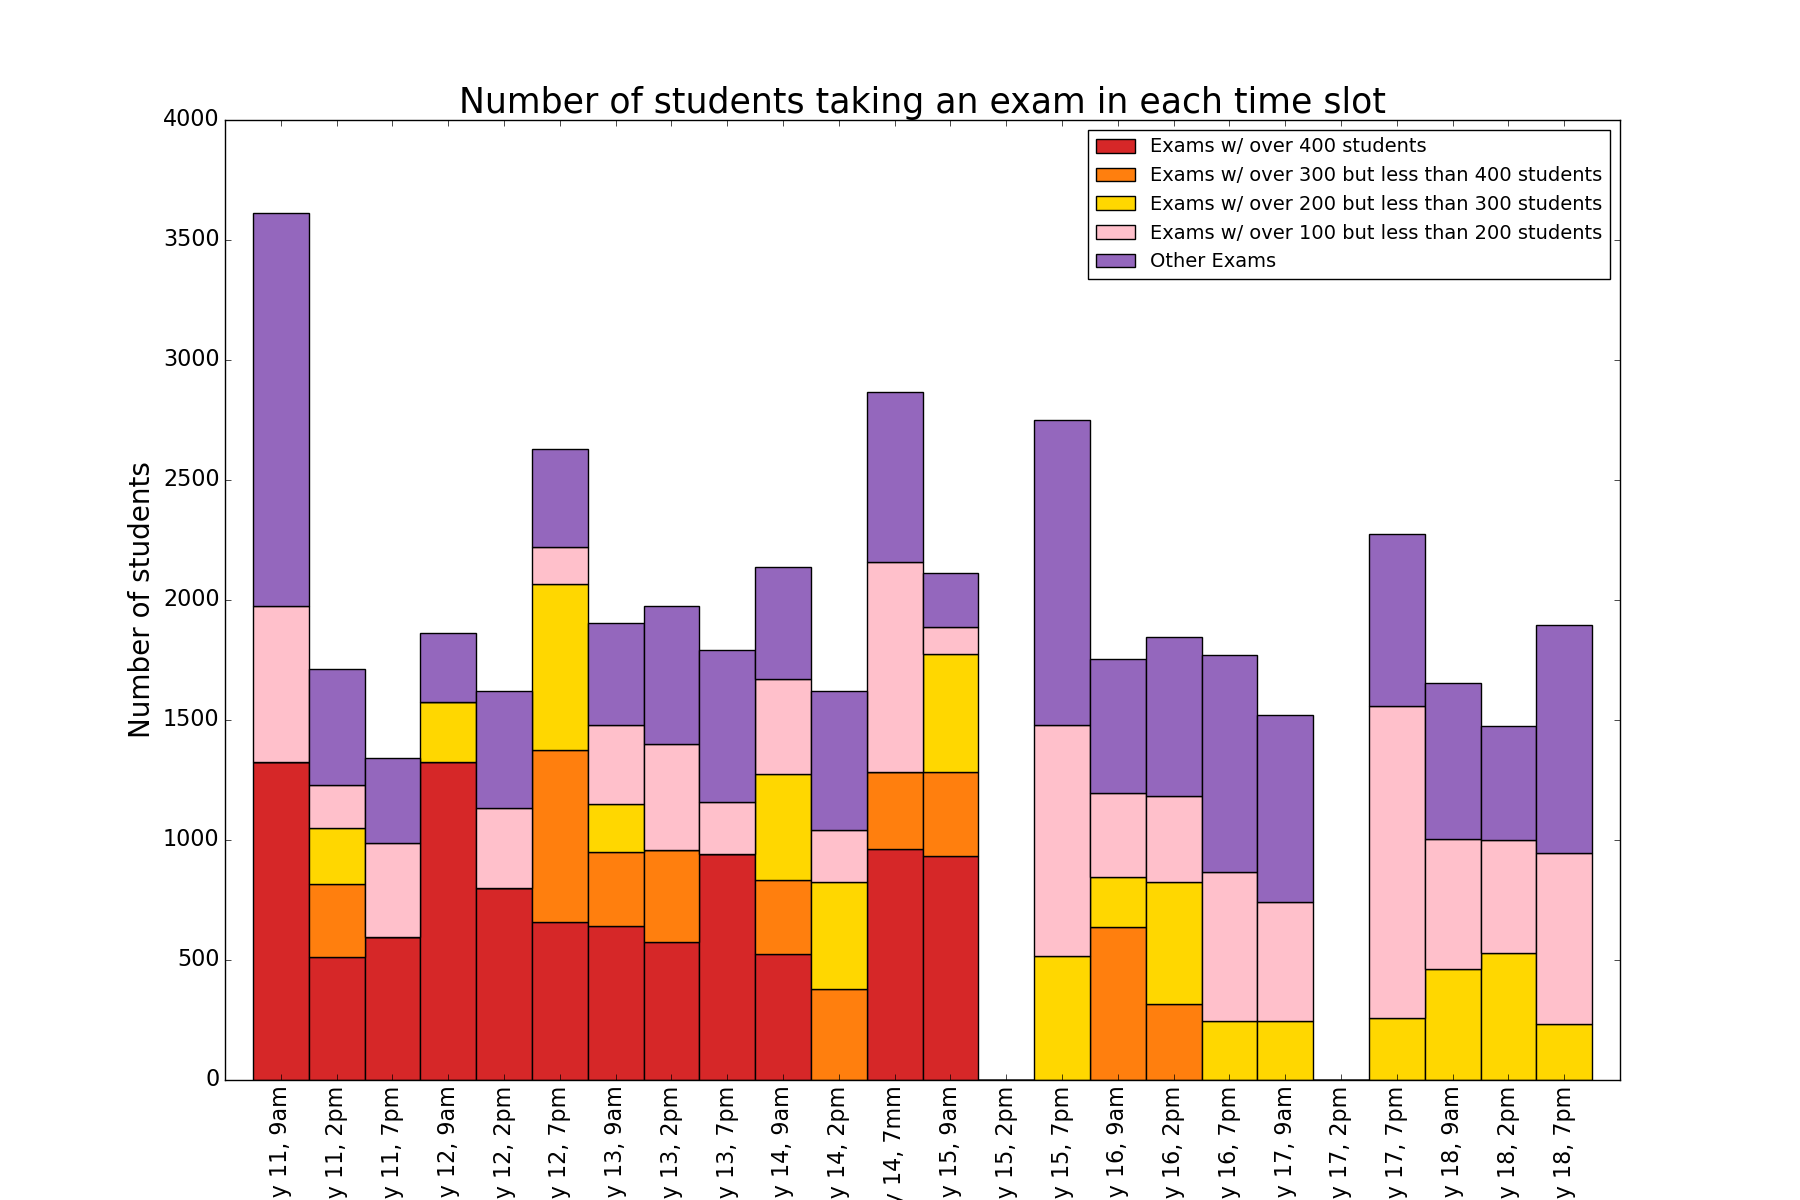 Number of students taking an exam in each time slot
Exams w/ over 400 students
Exams w/ over 300 but less than 400 students
Exams w/ over 200 but less than 300 students
Exams w/ over 100 but less than 200 students
Other Exams
4000
3500
3000
2500
2000
1500
1000
500
0
Number of students
y 11, 9am
y 11, 2pm
y 11, 7pm
y 12, 9am
y 12, 2pm
y 12, 7pm
y 13, 9am
y 13, 2pm
y 13, 7pm
y 14, 9am
y 14, 2pm
y 14, 7mm
y 15, 9am
y 15, 2pm
y 15, 7pm
y 16, 9am
y 16, 2pm
y 16, 7pm
y 17, 9am
y 17, 2pm
y 17, 7pm
y 18, 9am
y 18, 2pm
y 18, 7pm